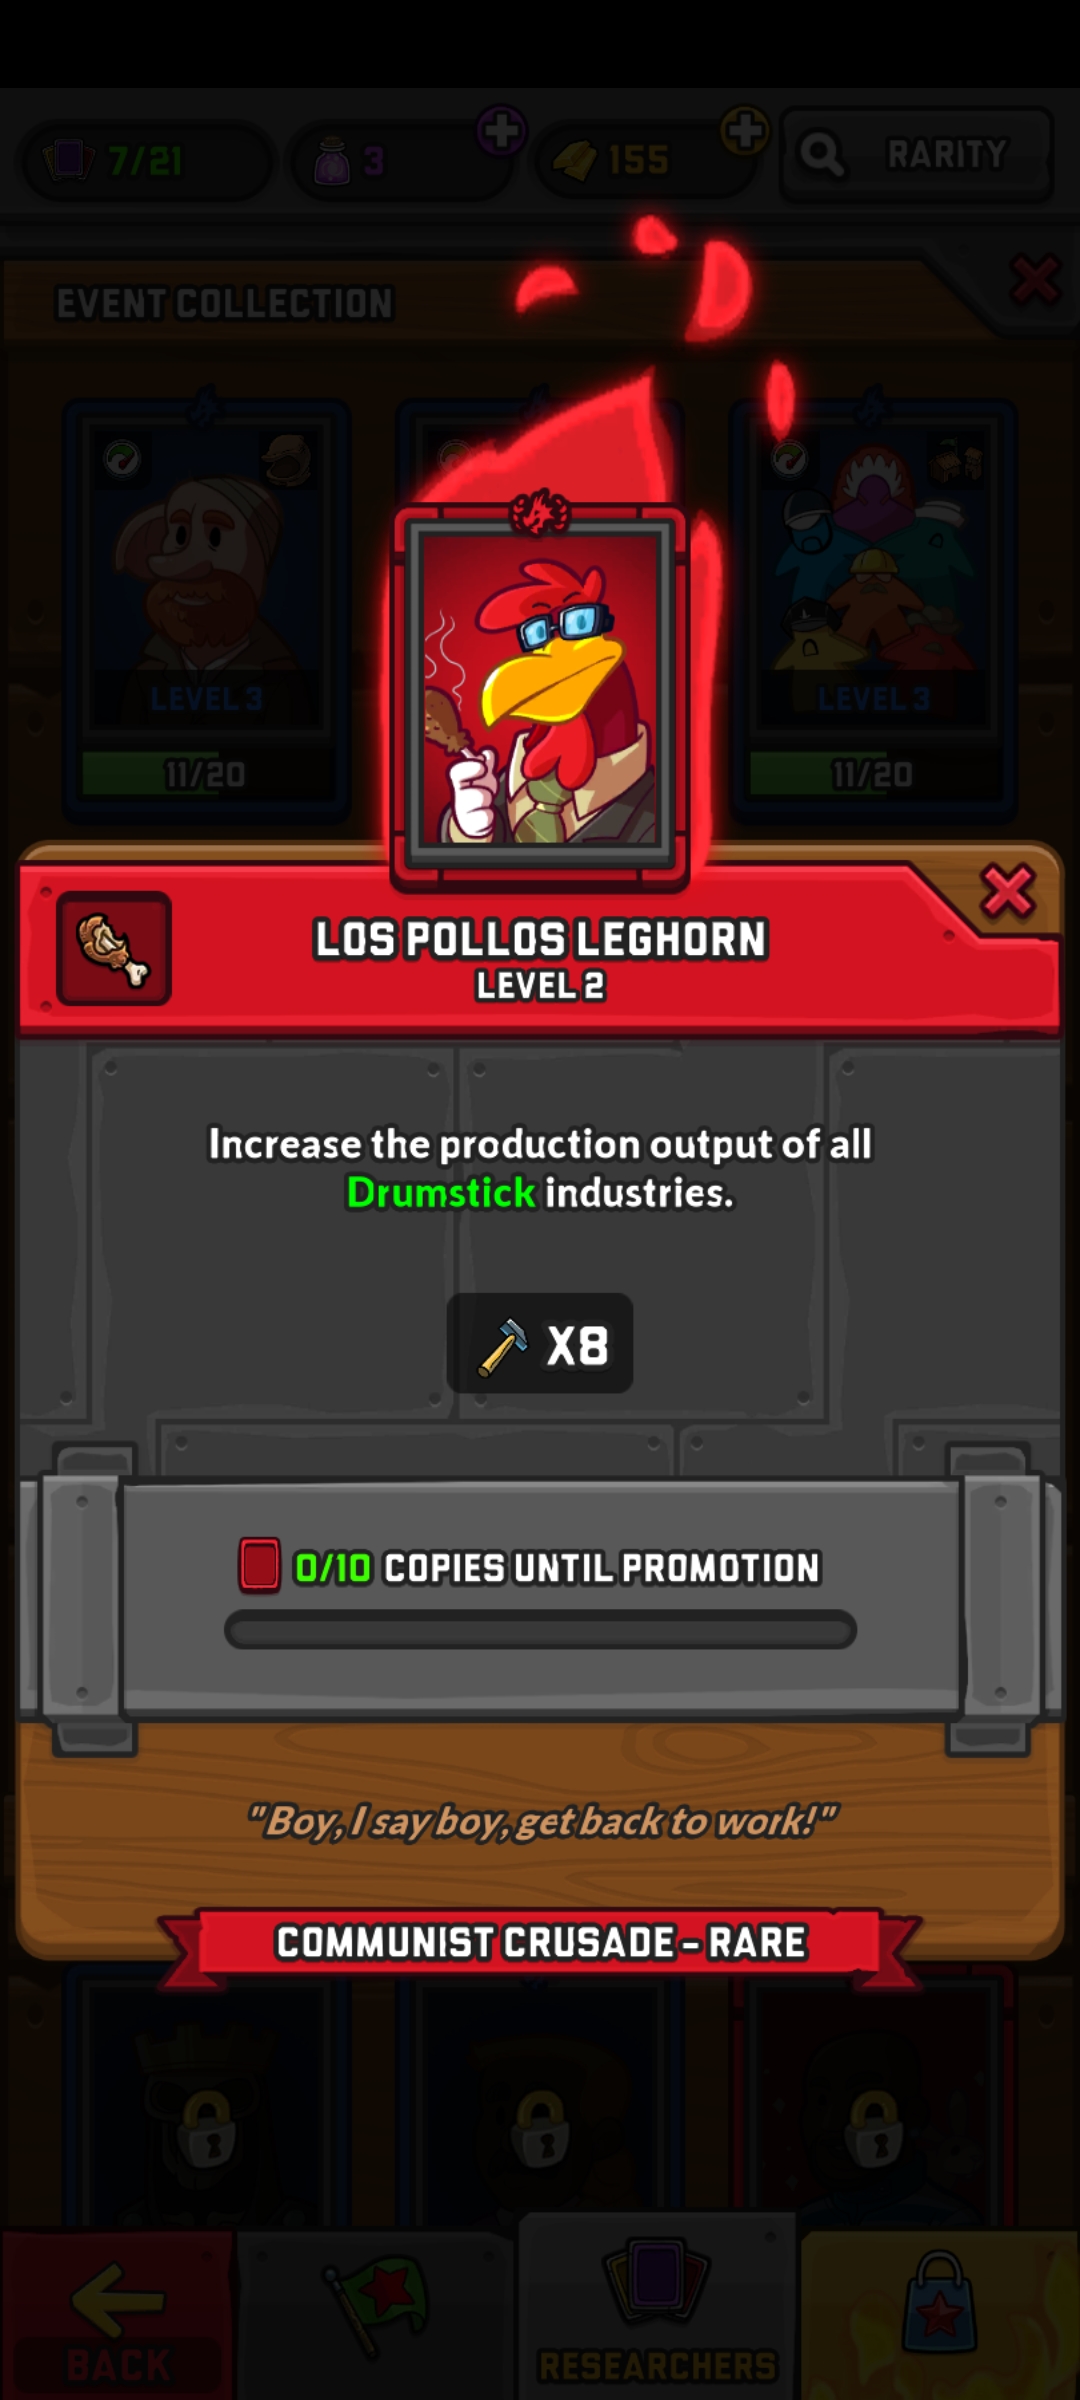 7/21
3
155
RARITY
EVENT COLLECTION
LEVEL 3
LEVEL 3
11/20
11/20
LOS POLLOS LEGHORN
LEVEL 2
Increase the production output of all
Drumstick industries.
X8
0/10 COPIES UNTIL PROMOTION
"Boy, I say boy, get back to work!"
COMMUNIST CRUSADE - RARE
BACK
RESEARCHERS